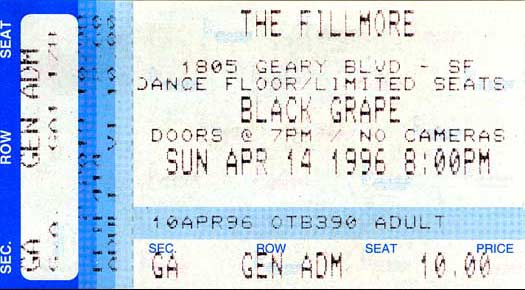 THE FILLMORE
1805 GEARY BLVD - SF
DANCE FLOOR/LIMITED SEATS
BLACK GRAPE
DOORS @ 7PM / NO CAMERAS
SUN APR 14 1996 8:00PM
10APR96 OTB390 ADULT
SEC. ROW SEAT PRICE
GA GEN ADM 10.00
SEC. ROW SEAT
GA GEN ADM